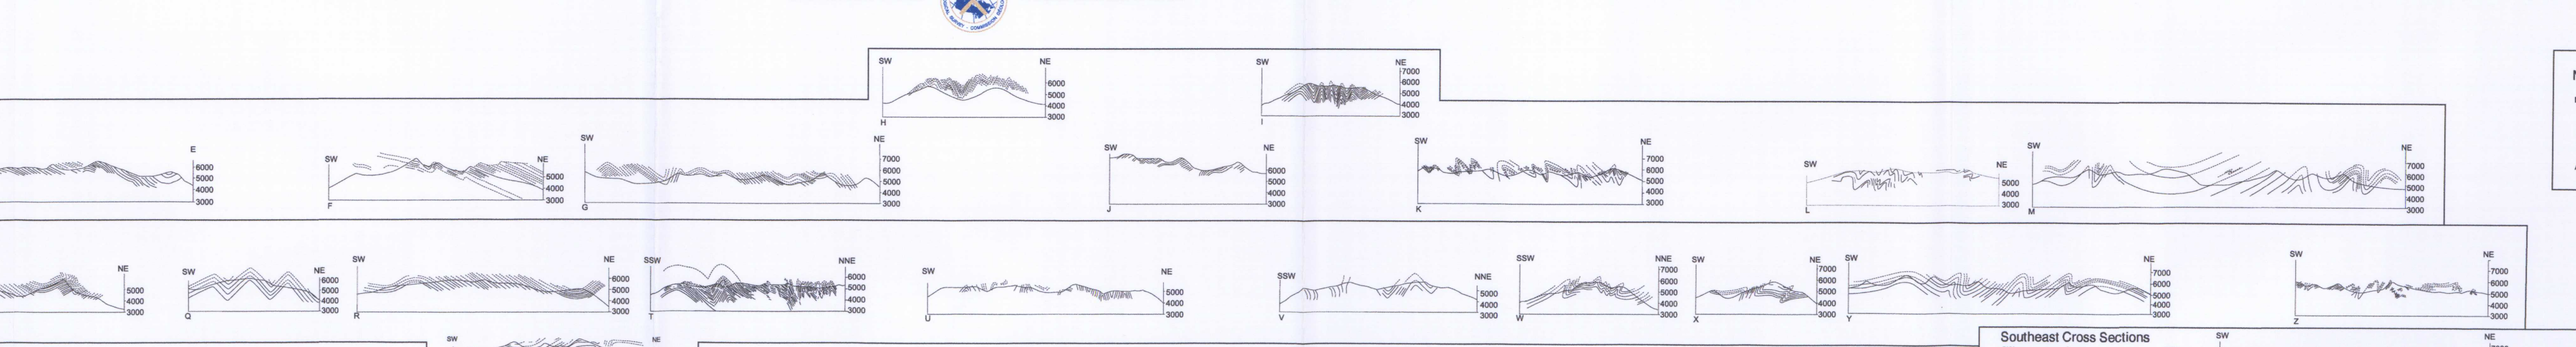 GEOLOGICAL SURVEY - COMMISSION GEOL
SW NE SW NE
7000
6000 6000
5000 5000
4000 4000
3000 3000
H I
E SW NE SW NE SW NE SW NE SW NE SW NE
6000 5000 7000 6000 7000 5000 7000
5000 4000 6000 5000 6000 4000 6000
4000 3000 5000 4000 5000 3000 5000
3000 4000 3000 4000 4000
3000 3000 3000
F G J K L M
NE SW NE SW NE SSW NNE SW NE SSW NNE SSW NNE SW NE SW NE SW NE
5000 6000 6000 6000 5000 5000 7000 7000 7000 7000
4000 5000 5000 5000 4000 4000 6000 6000 6000 6000
3000 4000 4000 4000 3000 3000 5000 5000 5000 5000
3000 3000 3000 4000 4000 4000 4000
3000 3000 3000 3000
Q R T U V W X Y Z
SW NE Southeast Cross Sections SW NE